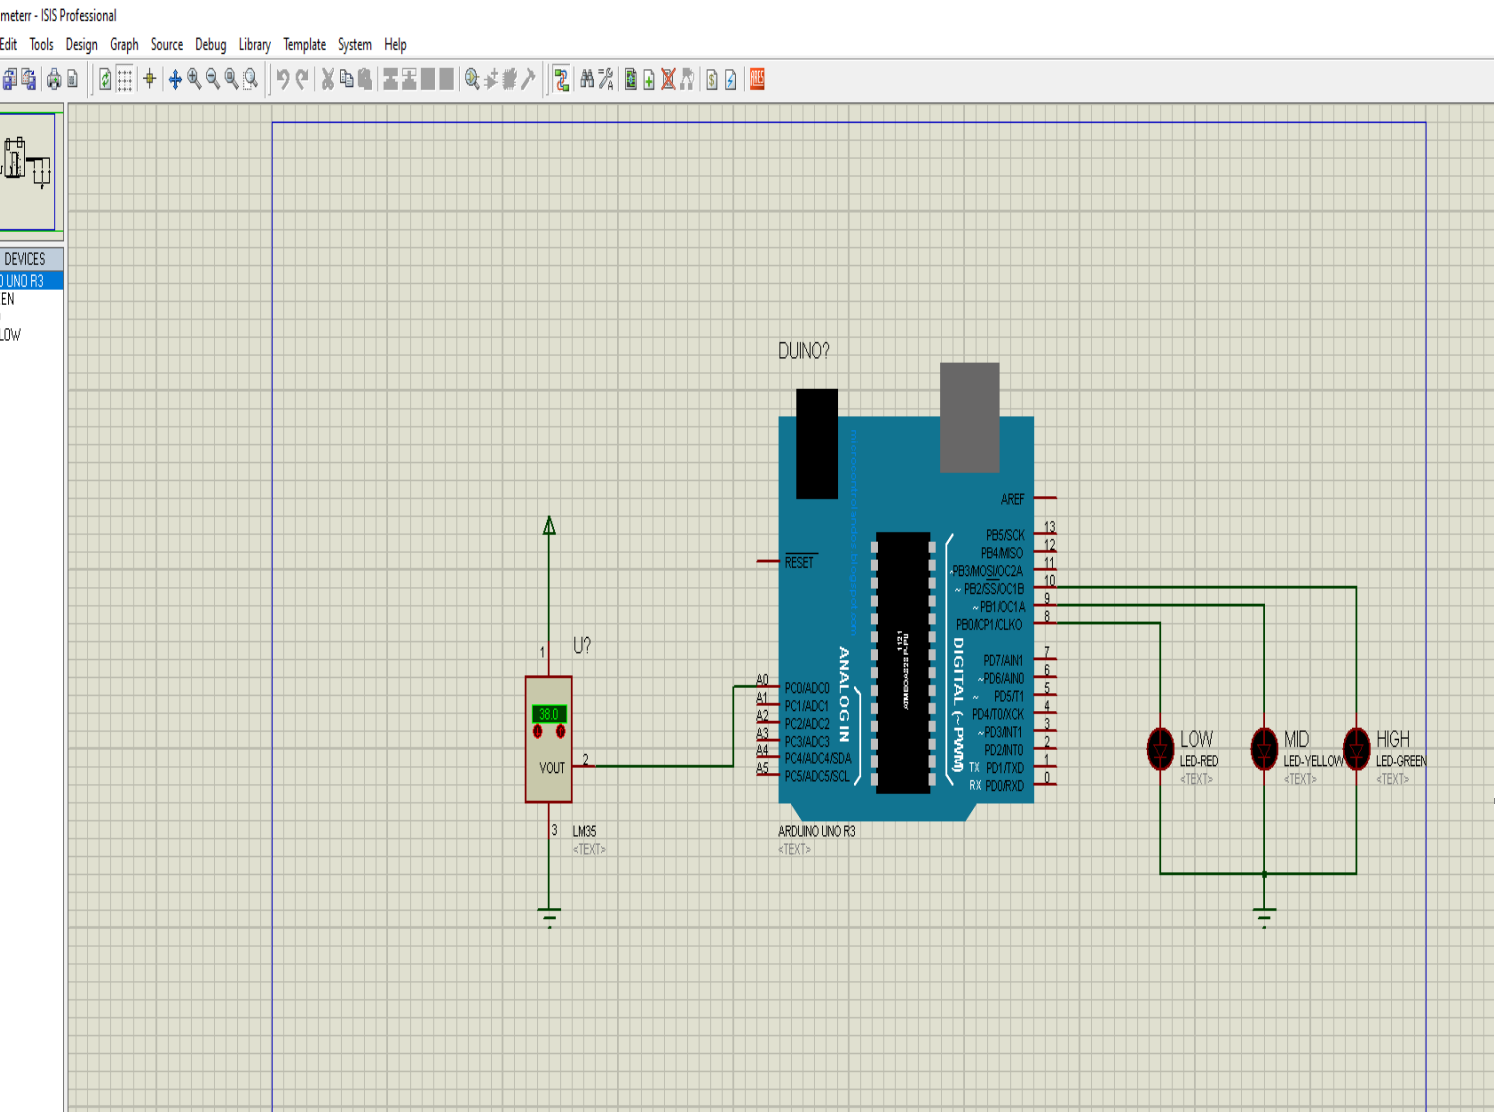 meterr - ISIS Professional
Edit Tools Design Graph Source Debug Library Template System Help
ARES
DEVICES
O UNO R3
EEN
LOW
DUINO?
AREF
13
PB5/SCK
12
PB4/MISO
11
~PB3/MOSI/OC2A
10
~ PB2/SS/OC1B
9
~ PB1/OC1A
8
PB0/ICP1/CLKO
7
PD7/AIN1
6
~PD6/AIN0
5
~ PD5/T1
4
PD4/T0/XCK
3
~PD3/INT1
2
PD2/INT0
1
TX PD1/TXD
0
RX PD0/RXD
RESET
microcontrolandos.blogspot.com
DIGITAL (~PWM)
ANALOG IN
A0
PC0/ADC0
A1
PC1/ADC1
A2
PC2/ADC2
A3
PC3/ADC3
A4
PC4/ADC4/SDA
A5
PC5/ADC5/SCL
ARDUINO UNO R3
<TEXT>
1
U?
38.0
VOUT
2
3
LM35
<TEXT>
LOW
LED-RED
<TEXT>
MID
LED-YELLOW
<TEXT>
HIGH
LED-GREEN
<TEXT>